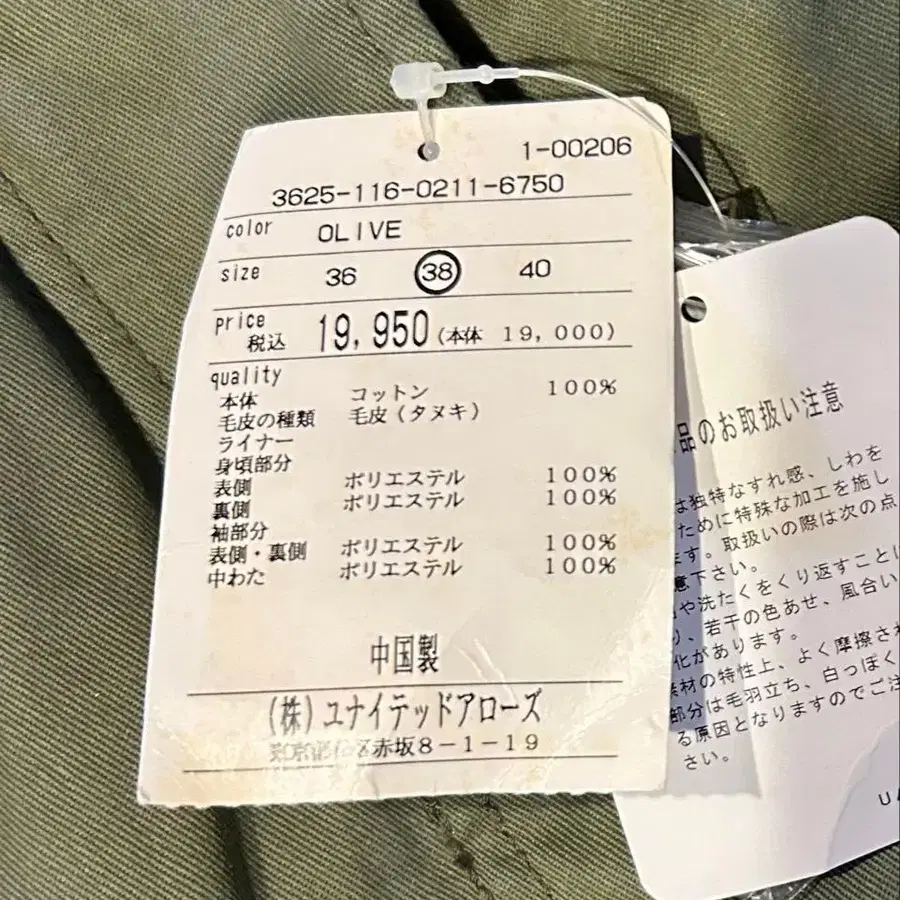 1-00206
3625-116-0211-6750
color OLIVE
size 36 38 40
price
税込 19,950 (本体 19,000)
quality
本体 コットン 100%
毛皮の種類 毛皮(タヌキ)
ライナー
身頃部分
表側 ポリエステル 100%
裏側 ポリエステル 100%
袖部分
表側・裏側 ポリエステル 100%
中わた ポリエステル 100%
中国製
(株)ユナイテッドアローズ
赤坂8-1-19
品のお取扱い注意
は独特なすれ感、しわを
ために特殊な加工を施し
ます。取扱いの際は次の点
意下さい。
や洗たくをくり返すことに
り、若干の色あせ、風合い
化があります。
素材の特性上、よく摩擦され
部分は毛羽立ち、白っぽく
る原因となりますのでご注
さい。